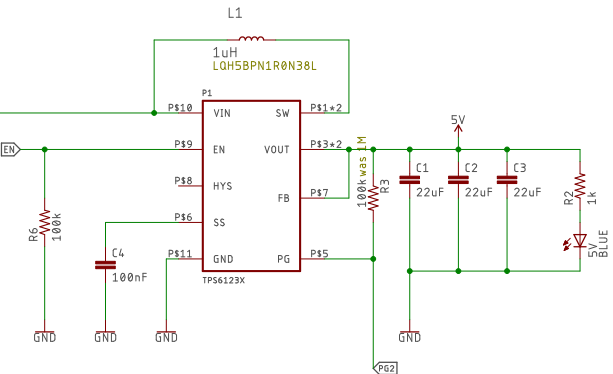 L1
1uH
LQH5BPN1R0N38L
P1
P$10 VIN SW P$1*2
5V
EN P$9 EN VOUT P$3*2
100k was 1M
R3
C1 C2 C3
22uF 22uF 22uF
R2
1k
P$8 HYS
FB P$7
P$6 SS
R6
100k
C4
100nF
5V
BLUE
P$11 GND PG P$5
TPS6123X
GND GND GND GND
PG2